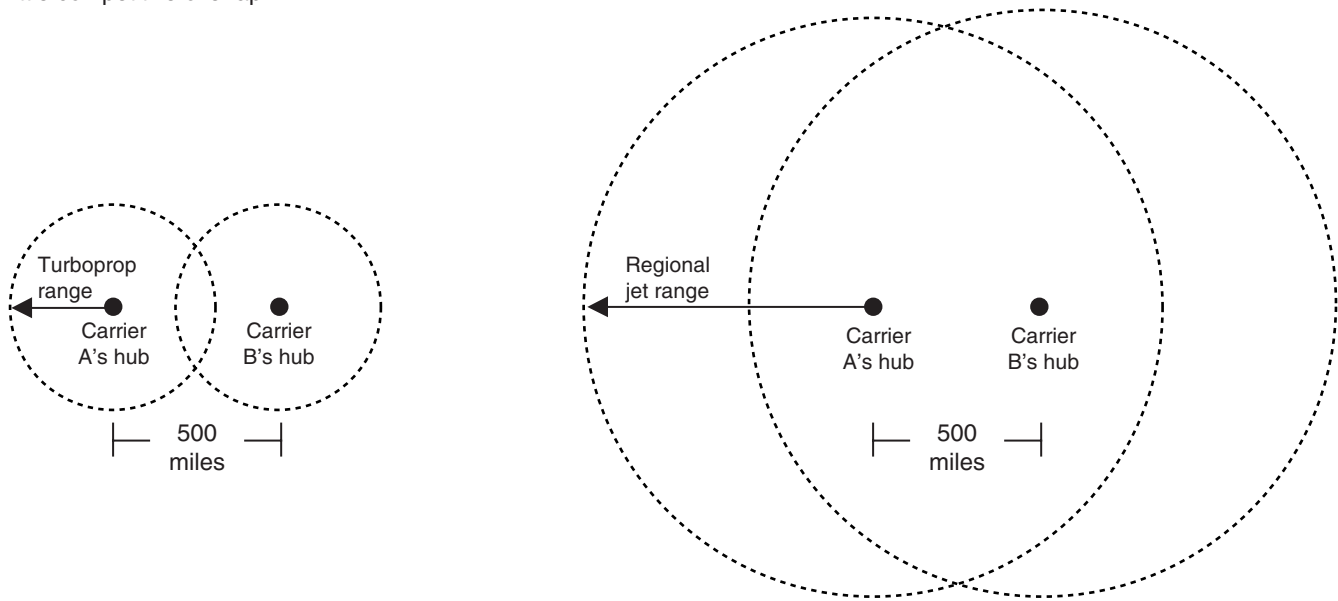 Turboprop
range
Carrier
A's hub
Carrier
B's hub
500
miles
Regional
jet range
Carrier
A's hub
Carrier
B's hub
500
miles